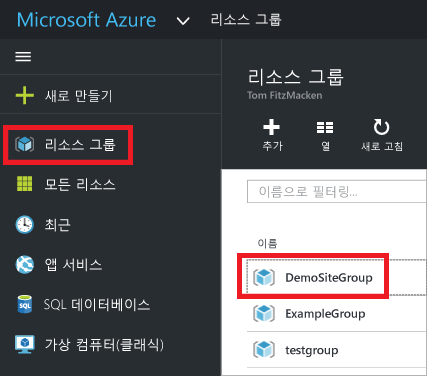 Microsoft Azure 리소스 그룹
새로 만들기
리소스 그룹
모든 리소스
최근
앱 서비스
SQL 데이터베이스
가상 컴퓨터(클래식)
리소스 그룹
Tom FitzMacken
추가 열 새로 고침
이름으로 필터링...
이름
DemoSiteGroup
ExampleGroup
testgroup